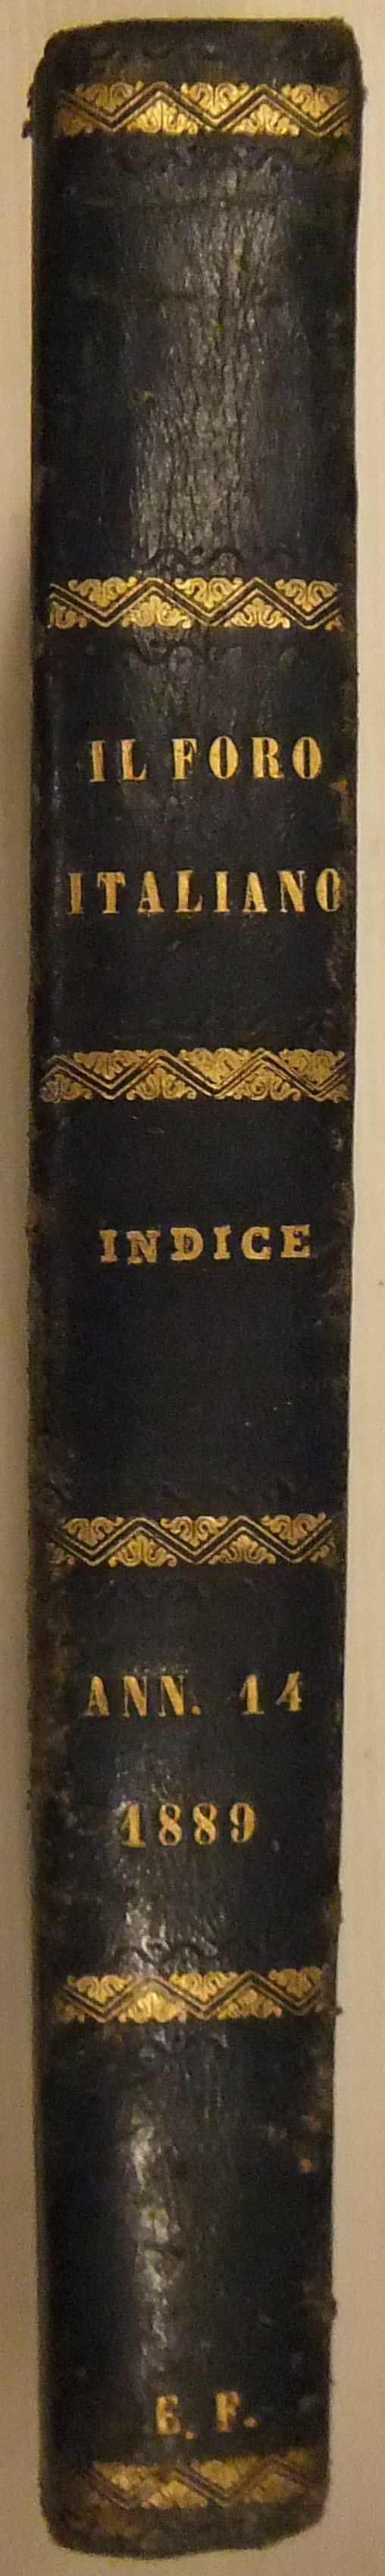 IL FORO
ITALIANO
INDICE
ANN. 14
1889
E. F.